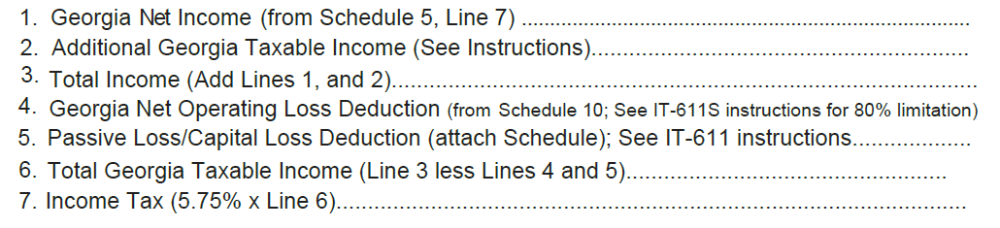 1. Georgia Net Income (from Schedule 5, Line 7) ........................................................................
2. Additional Georgia Taxable Income (See Instructions)............................................................
3. Total Income (Add Lines 1, and 2)............................................................................................
4. Georgia Net Operating Loss Deduction (from Schedule 10; See IT-611S instructions for 80% limitation)
5. Passive Loss/Capital Loss Deduction (attach Schedule); See IT-611 instructions...................
6. Total Georgia Taxable Income (Line 3 less Lines 4 and 5)...................................................
7. Income Tax (5.75% x Line 6)....................................................................................................